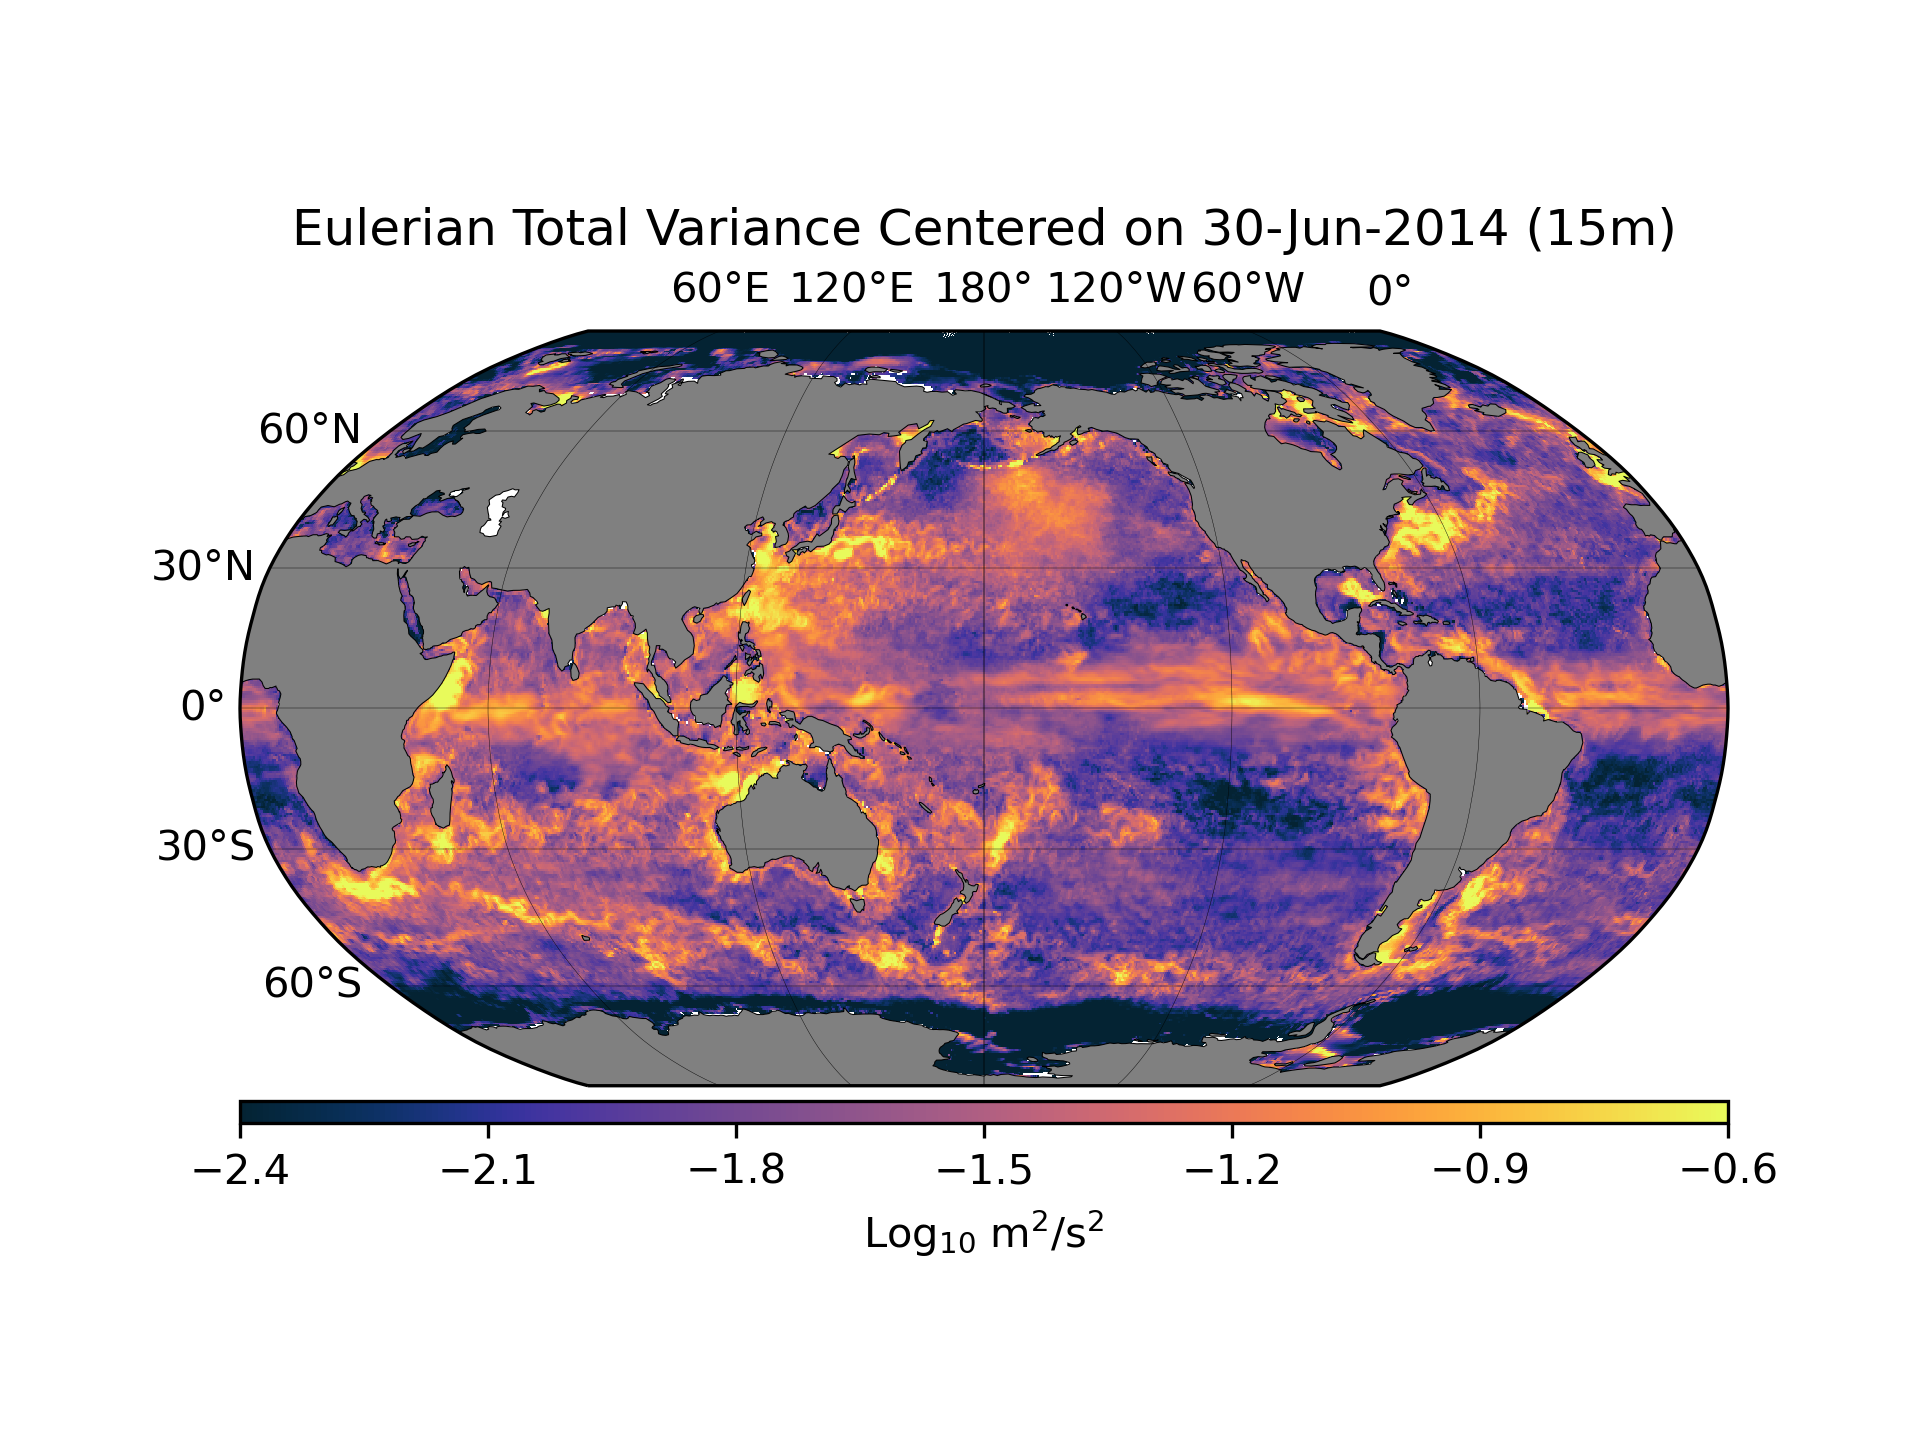 Eulerian Total Variance Centered on 30-Jun-2014 (15m)
60°E 120°E 180° 120°W 60°W 0°
60°N
30°N
0°
30°S
60°S
−2.4 −2.1 −1.8 −1.5 −1.2 −0.9 −0.6
Log₁₀ m²/s²